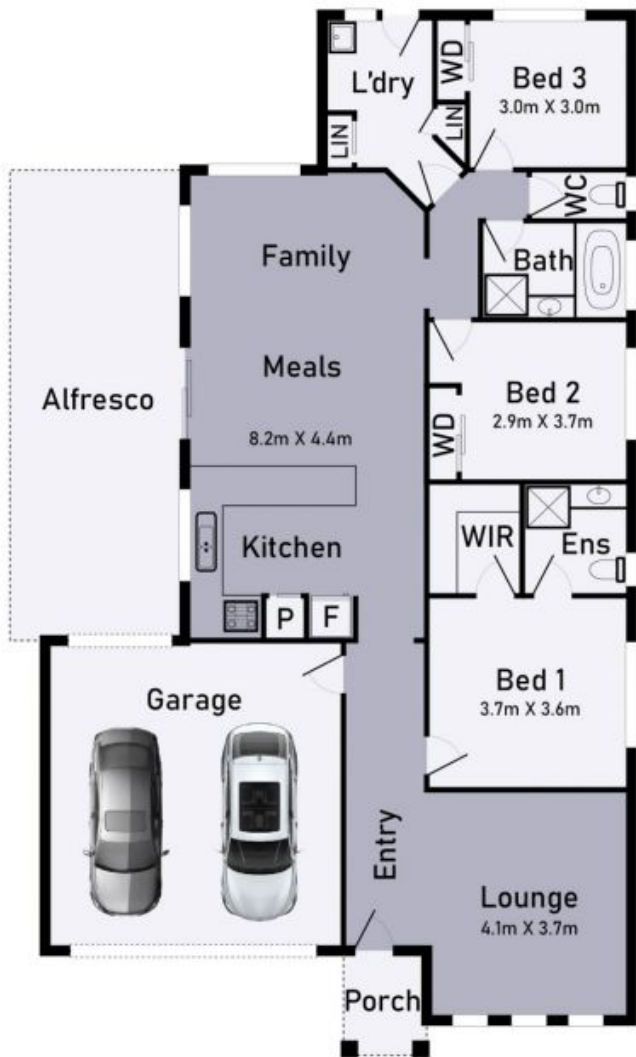 L'dry
WD
Bed 3
3.0m X 3.0m
LIN
LIN
WC
Bath
Family
Meals
8.2m X 4.4m
Alfresco
Bed 2
2.9m X 3.7m
WD
Kitchen
WIR
Ens
P
F
Garage
Bed 1
3.7m X 3.6m
Entry
Lounge
4.1m X 3.7m
Porch